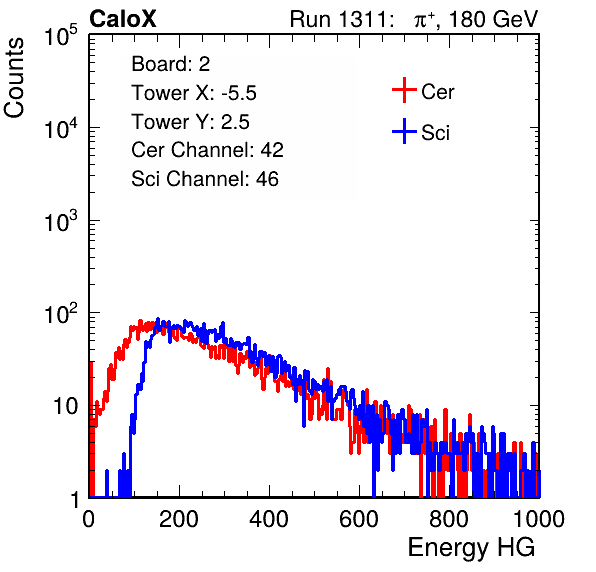 CaloX Run 1311: π⁺, 180 GeV
Counts
10⁵
10⁴
10³
10²
10
1
Board: 2
Tower X: -5.5
Tower Y: 2.5
Cer Channel: 42
Sci Channel: 46
Cer
Sci
0 200 400 600 800 1000
Energy HG